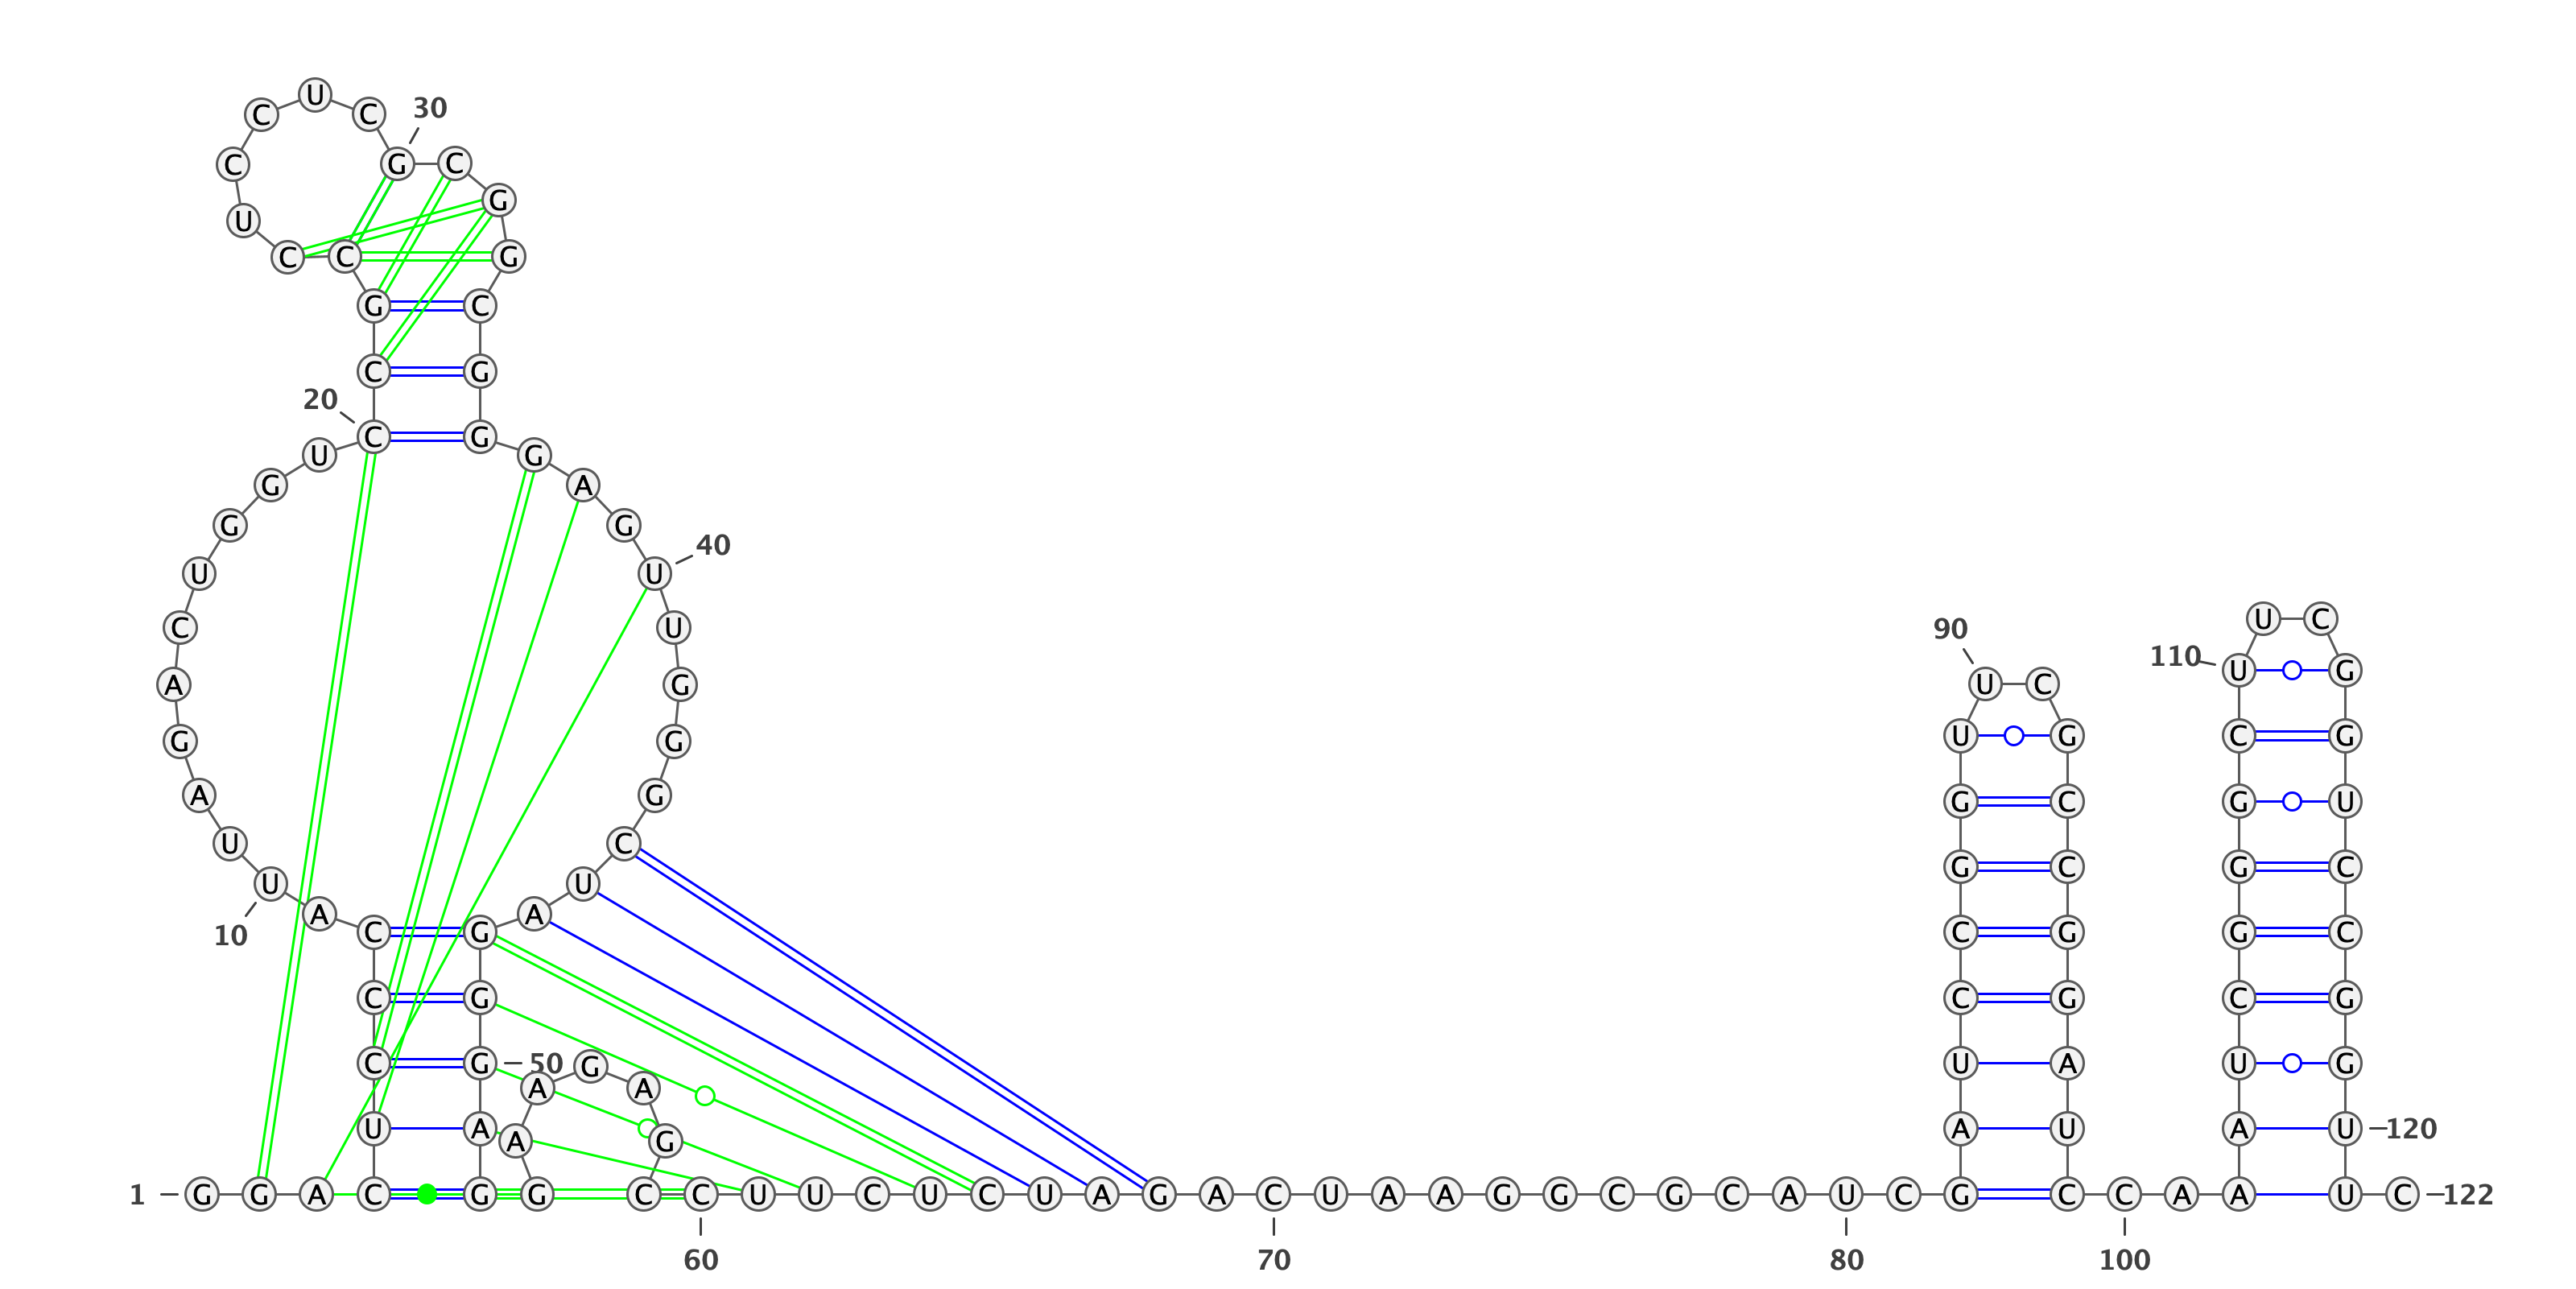 U
C C 30
C G C
G
U
C C G
G C
C G
20
C G
U G
G A
G G
40
U U
U C
C U 90
110 U G
A G U C
G G U G C G
A G G C G U
U C
G C G C
U U
A A
C G C G G C
10
C G C G C G
C G 50 G U A U G
A A
U A A U A U 120
A G
1 G G A C G G C C U U C U C U A G A C U A A G G C G C A U C G C C A A U C 122
60 70 80 100